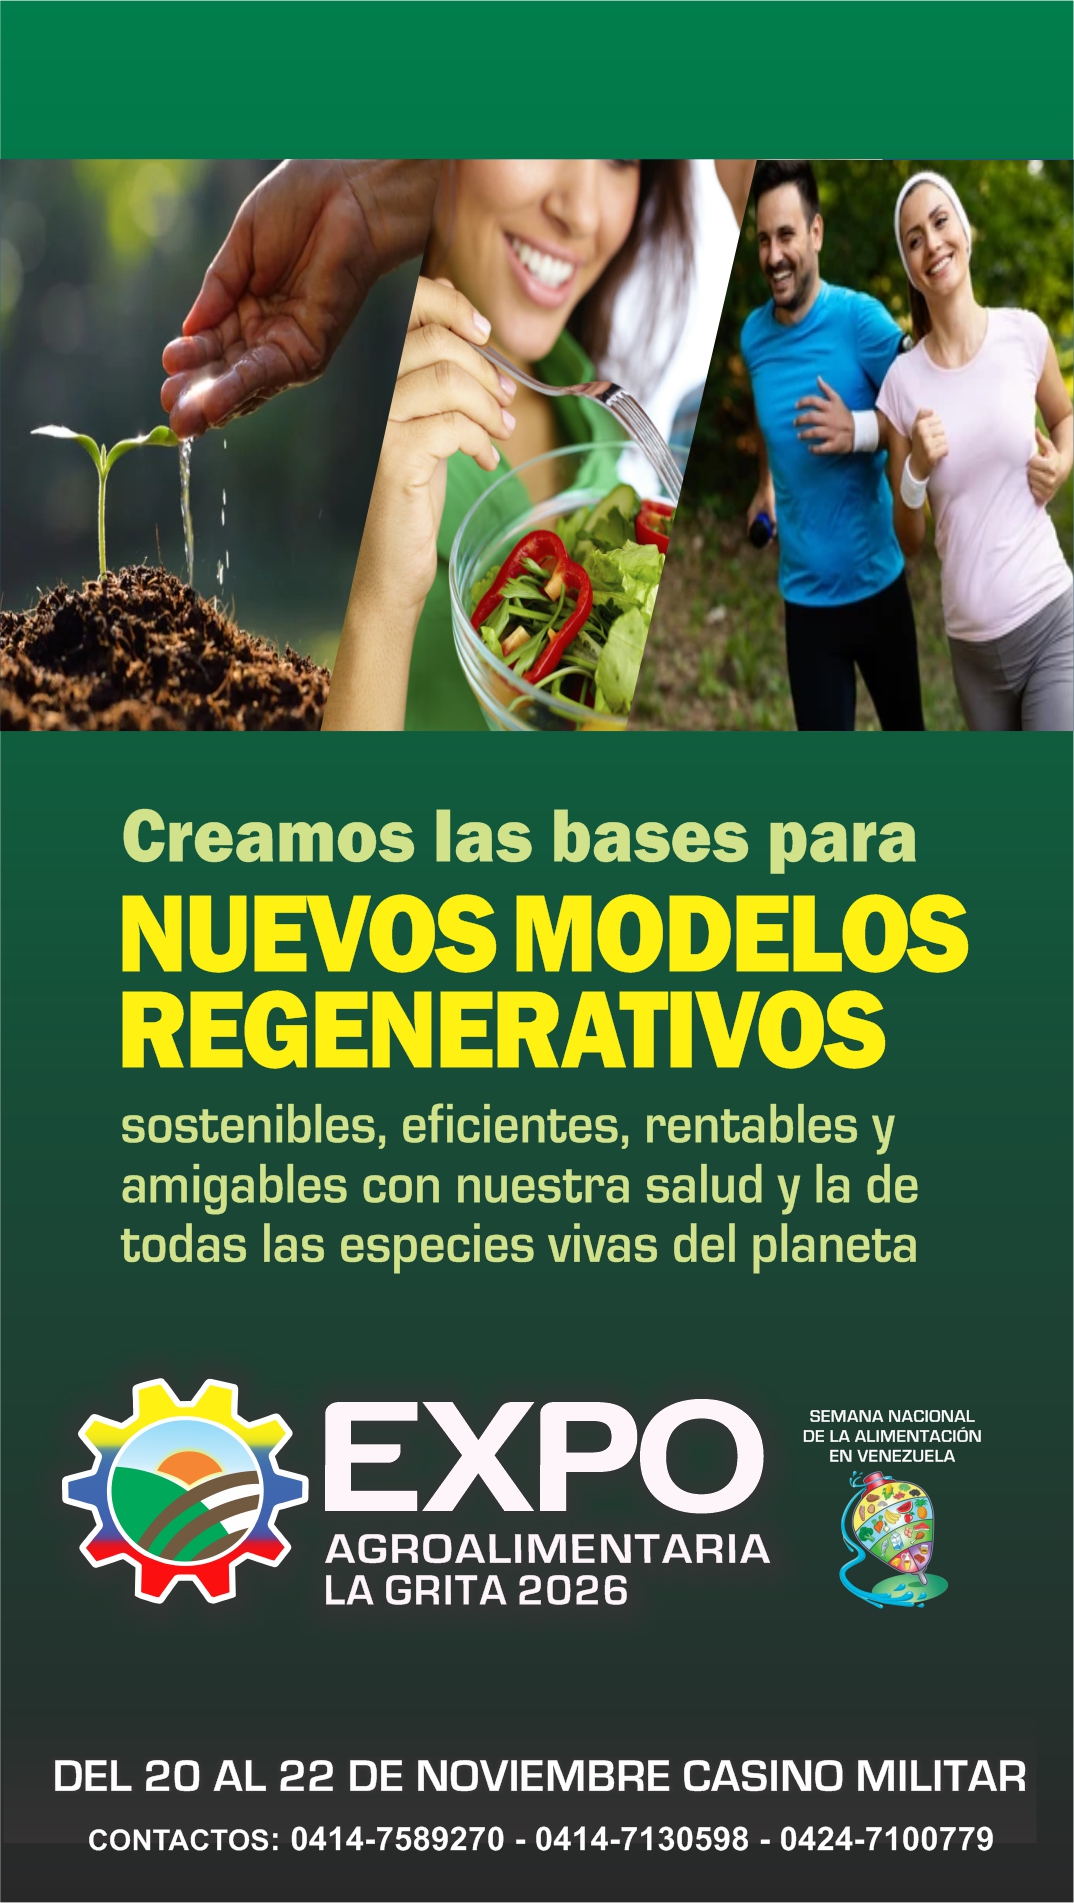 Creamos las bases para
NUEVOS MODELOS
REGENERATIVOS
sostenibles, eficientes, rentables y
amigables con nuestra salud y la de
todas las especies vivas del planeta
EXPO
AGROALIMENTARIA
LA GRITA 2026
SEMANA NACIONAL
DE LA ALIMENTACIÓN
EN VENEZUELA
DEL 20 AL 22 DE NOVIEMBRE CASINO MILITAR
CONTACTOS: 0414-7589270 - 0414-7130598 - 0424-7100779